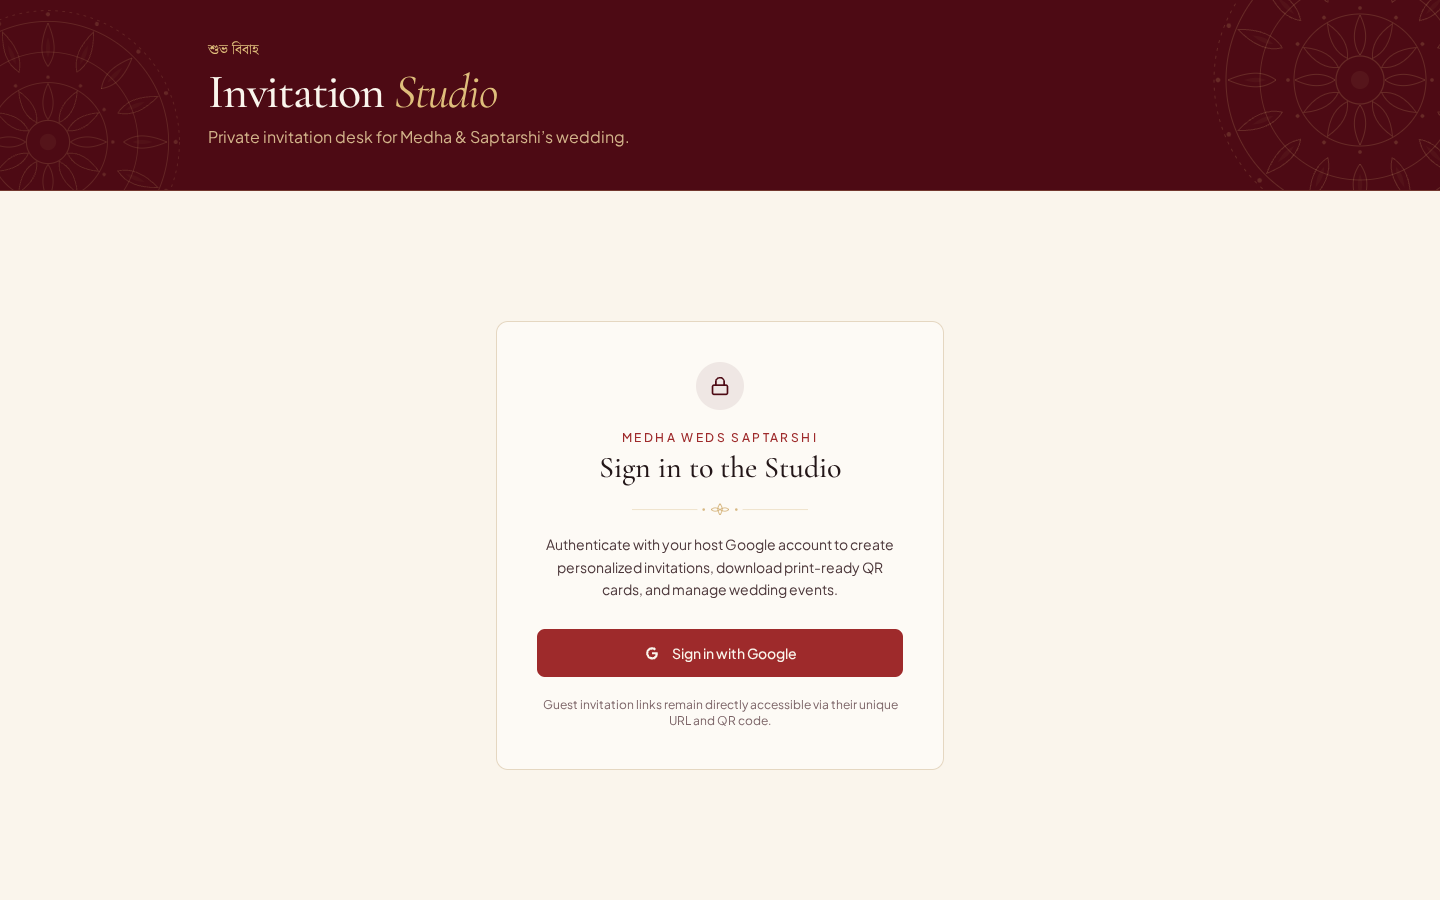 শুভ বিবাহ
Invitation Studio
Private invitation desk for Medha & Saptarshi’s wedding.
MEDHA WEDS SAPTARSHI
Sign in to the Studio
Authenticate with your host Google account to create
personalized invitations, download print-ready QR
cards, and manage wedding events.
G Sign in with Google
Guest invitation links remain directly accessible via their unique
URL and QR code.